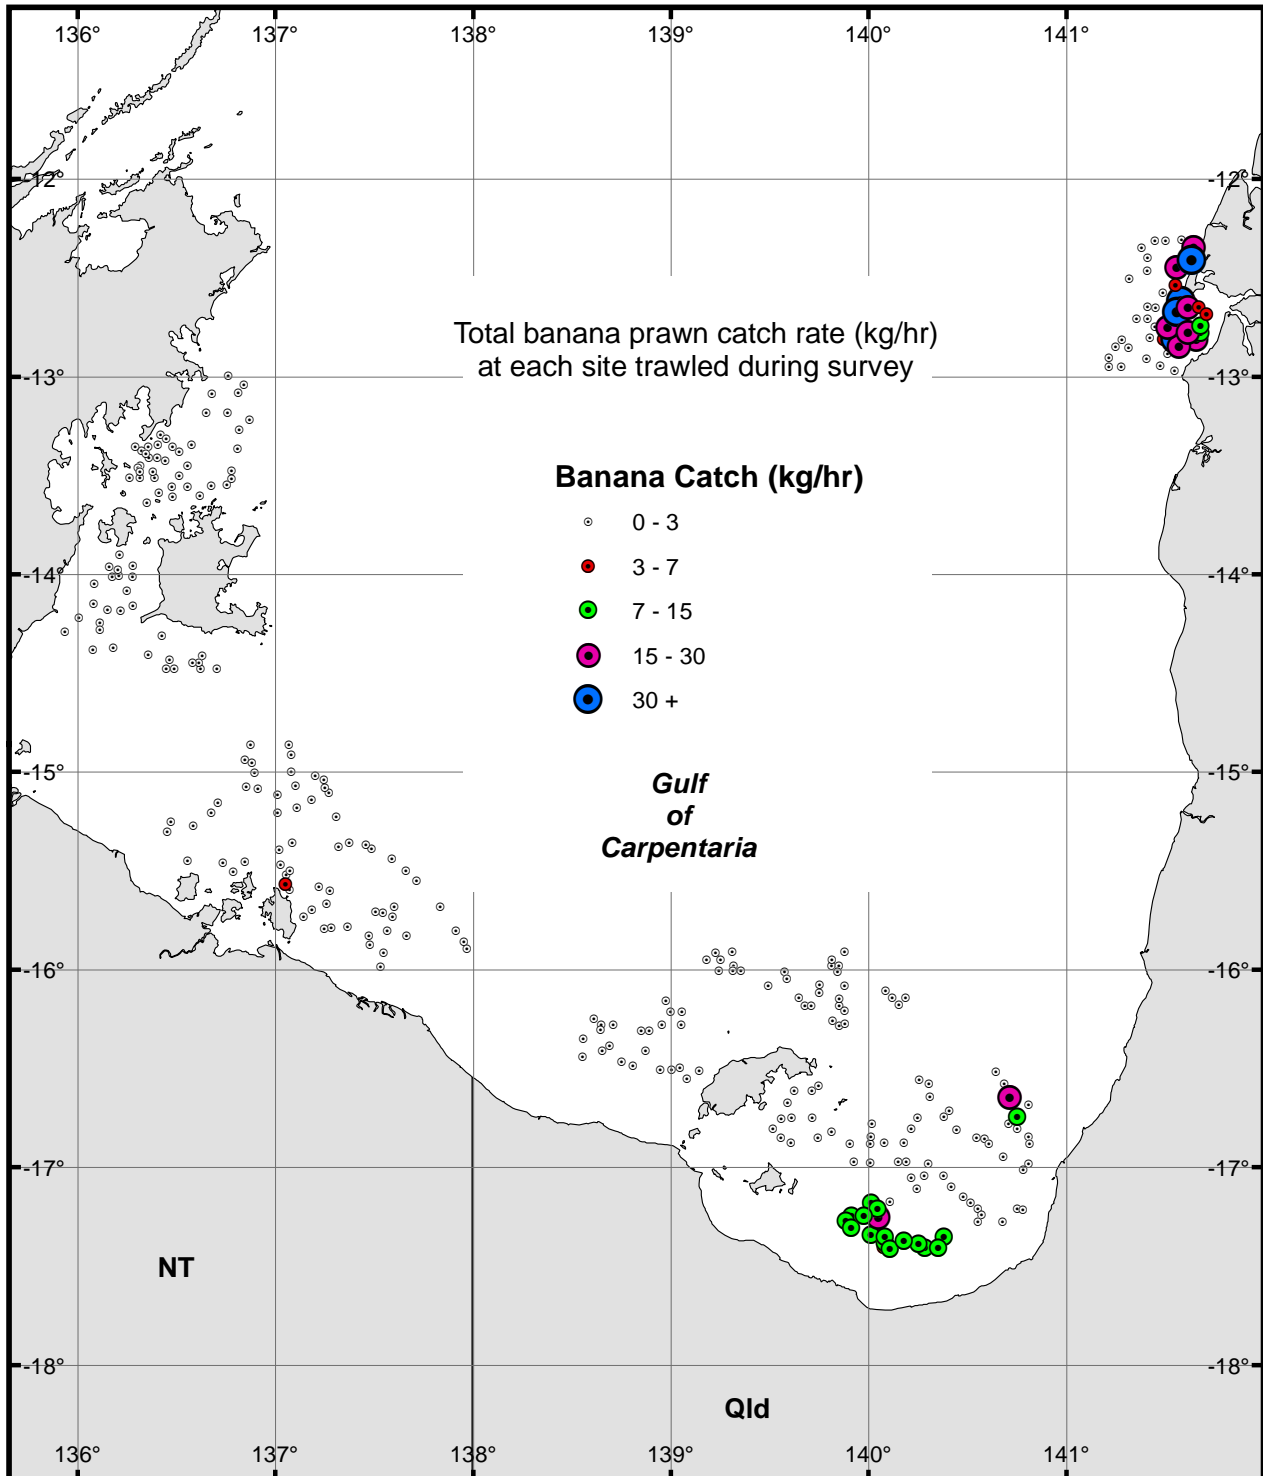 136° 137° 138° 139° 140° 141°
-12° -12°
Total banana prawn catch rate (kg/hr)
at each site trawled during survey
-13° -13°
Banana Catch (kg/hr)
0 - 3
3 - 7
-14° -14°
7 - 15
15 - 30
30 +
-15° -15°
Gulf
of
Carpentaria
-16° -16°
-17° -17°
NT
-18° -18°
Qld
136° 137° 138° 139° 140° 141°